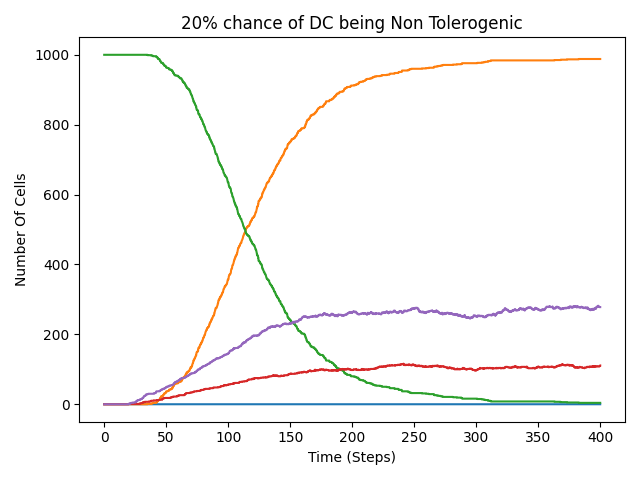 20% chance of DC being Non Tolerogenic
Number Of Cells
1000
800
600
400
200
0
0 50 100 150 200 250 300 350 400
Time (Steps)